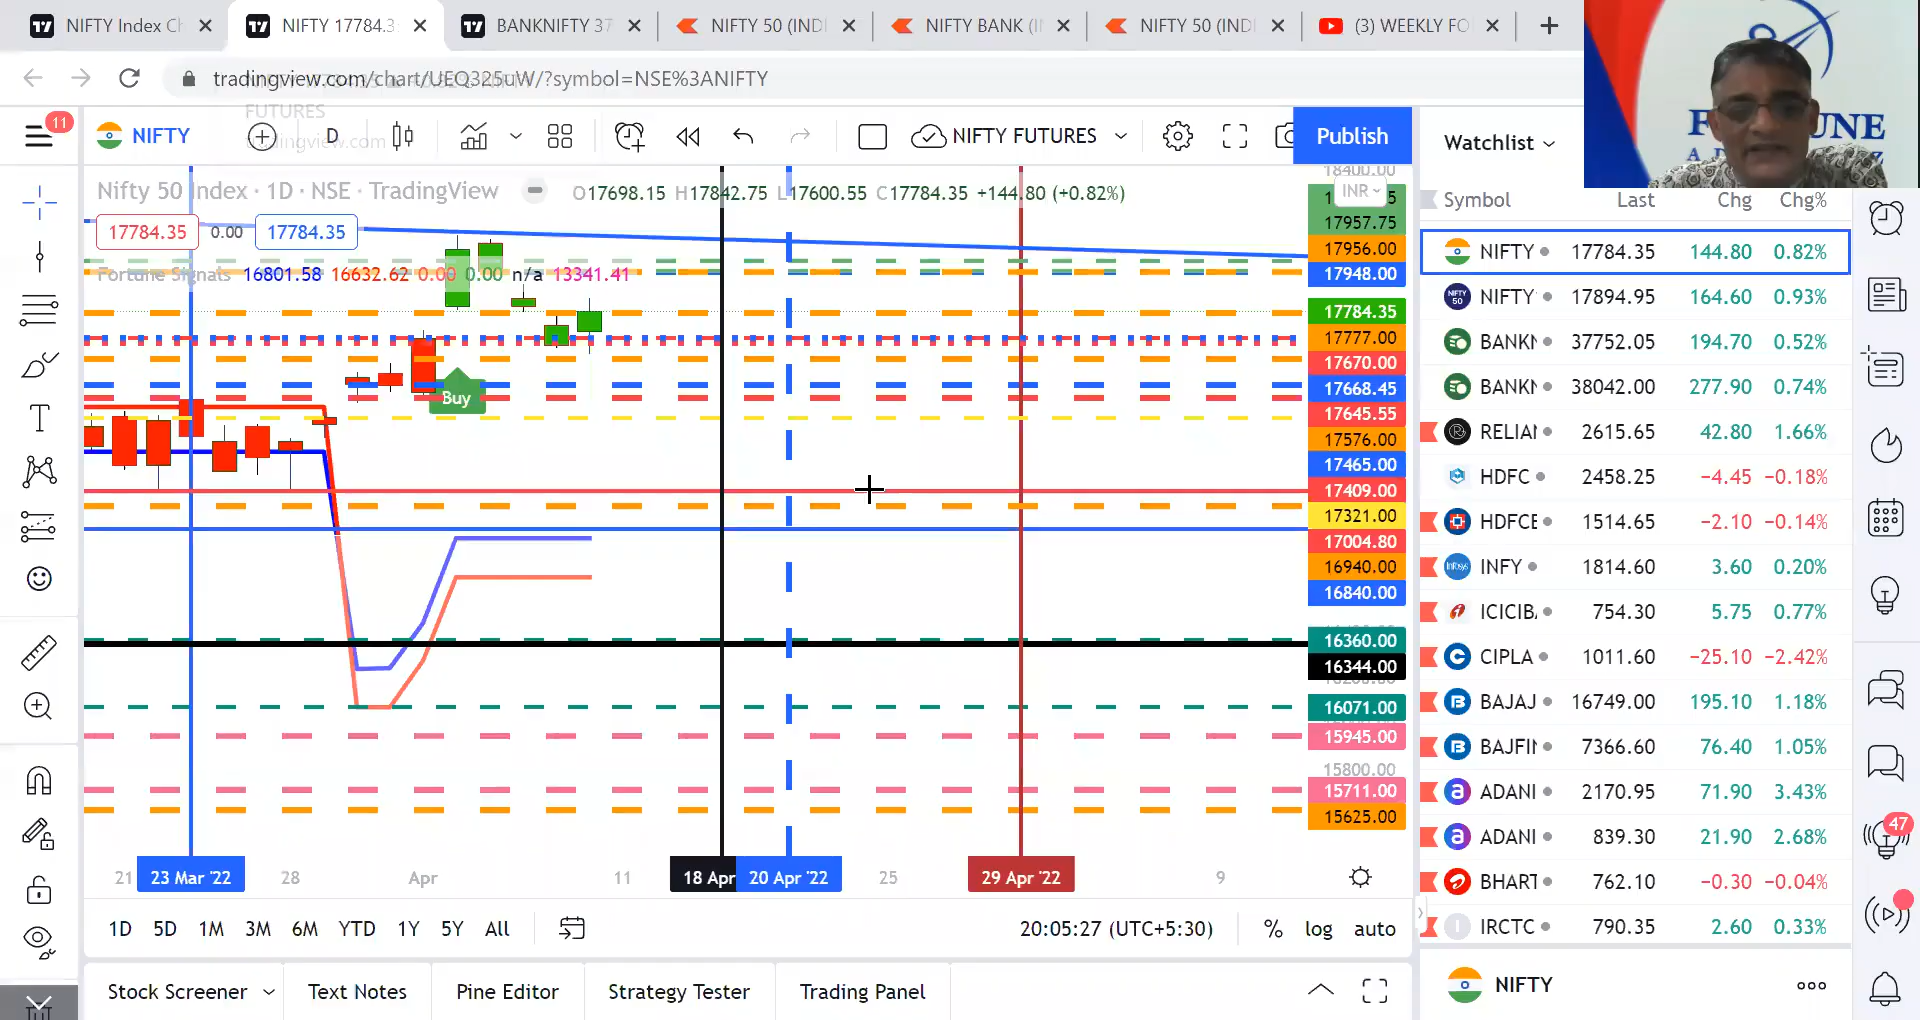 NIFTY Index Ch
NIFTY 17784.3
BANKNIFTY 37
NIFTY 50 (IND
NIFTY BANK (I
NIFTY 50 (IND
(3) WEEKLY FO
tradingview.com/chart/UEQ3R5uW/?symbol=NSE%3ANIFTY
FUTURES
tradingview.com
11
NIFTY
D
NIFTY FUTURES
Publish
Watchlist
Nifty 50 Index · 1D · NSE · TradingView
O17698.15 H17842.75 L17600.55 C17784.35 +144.80 (+0.82%)
17784.35
0.00
17784.35
Fortune Signals 16801.58 16632.62 0.00 0.00 n/a 13341.41
Buy
18400.00
INR
17957.75
17956.00
17948.00
17784.35
17777.00
17670.00
17668.45
17645.55
17576.00
17465.00
17409.00
17321.00
17004.80
16940.00
16840.00
16360.00
16344.00
16071.00
15945.00
15800.00
15711.00
15625.00
21
23 Mar '22
28
Apr
11
18 Apr
20 Apr '22
25
29 Apr '22
9
1D 5D 1M 3M 6M YTD 1Y 5Y All
20:05:27 (UTC+5:30)
% log auto
Stock Screener
Text Notes
Pine Editor
Strategy Tester
Trading Panel
Symbol Last Chg Chg%
NIFTY 17784.35 144.80 0.82%
NIFTY 17894.95 164.60 0.93%
BANKN 37752.05 194.70 0.52%
BANKN 38042.00 277.90 0.74%
RELIAN 2615.65 42.80 1.66%
HDFC 2458.25 −4.45 −0.18%
HDFCB 1514.65 −2.10 −0.14%
INFY 1814.60 3.60 0.20%
ICICIB 754.30 5.75 0.77%
CIPLA 1011.60 −25.10 −2.42%
BAJAJ 16749.00 195.10 1.18%
BAJFIN 7366.60 76.40 1.05%
ADANI 2170.95 71.90 3.43%
ADANI 839.30 21.90 2.68%
BHART 762.10 −0.30 −0.04%
IRCTC 790.35 2.60 0.33%
NIFTY
47